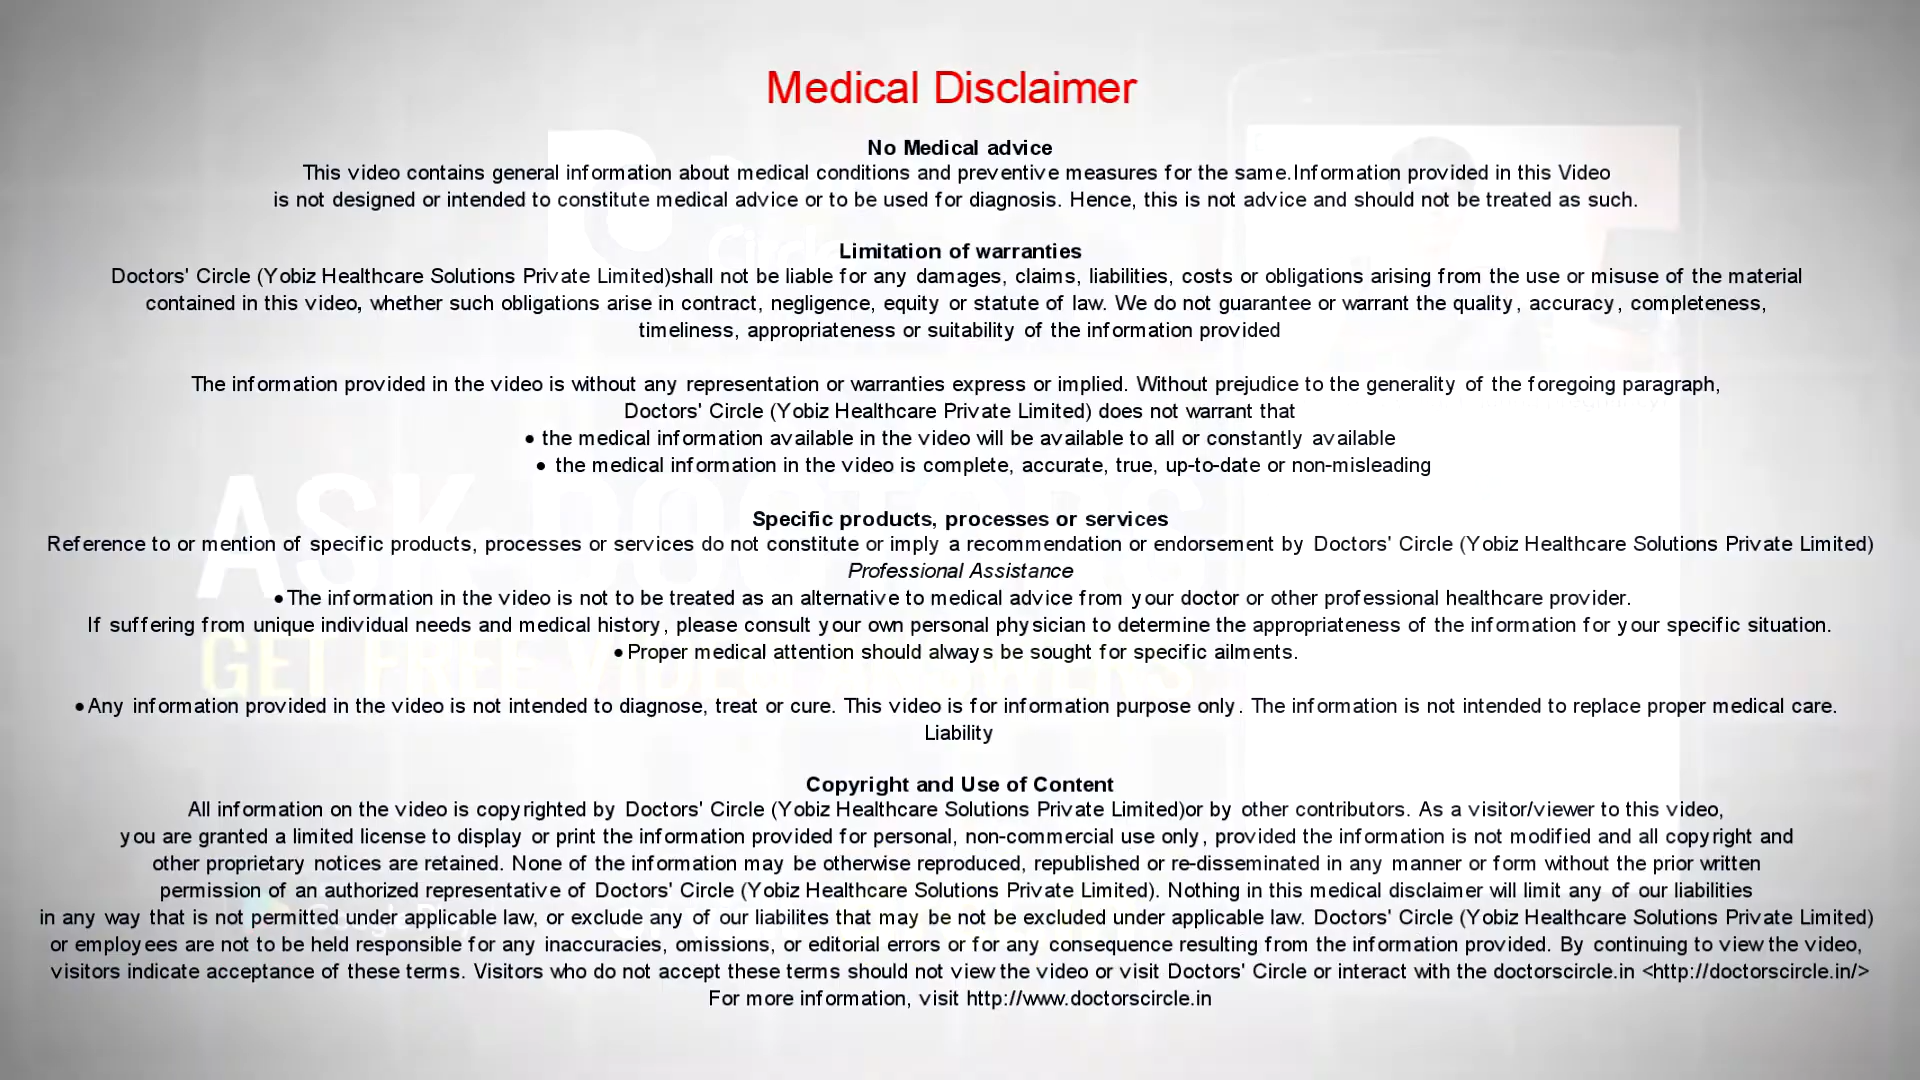 Medical Disclaimer
No Medical advice
This video contains general information about medical conditions and preventive measures for the same.Information provided in this Video
is not designed or intended to constitute medical advice or to be used for diagnosis. Hence, this is not advice and should not be treated as such.
Limitation of warranties
Doctors' Circle (Yobiz Healthcare Solutions Private Limited)shall not be liable for any damages, claims, liabilities, costs or obligations arising from the use or misuse of the material
contained in this video, whether such obligations arise in contract, negligence, equity or statute of law. We do not guarantee or warrant the quality, accuracy, completeness,
timeliness, appropriateness or suitability of the information provided
The information provided in the video is without any representation or warranties express or implied. Without prejudice to the generality of the foregoing paragraph,
Doctors' Circle (Yobiz Healthcare Private Limited) does not warrant that
• the medical information available in the video will be available to all or constantly available
• the medical information in the video is complete, accurate, true, up-to-date or non-misleading
ASK DOCTORS
Specific products, processes or services
Reference to or mention of specific products, processes or services do not constitute or imply a recommendation or endorsement by Doctors' Circle (Yobiz Healthcare Solutions Private Limited)
Professional Assistance
•The information in the video is not to be treated as an alternative to medical advice from your doctor or other professional healthcare provider.
If suffering from unique individual needs and medical history, please consult your own personal physician to determine the appropriateness of the information for your specific situation.
•Proper medical attention should always be sought for specific ailments.
GET FREE VIDEO ANSWERS
•Any information provided in the video is not intended to diagnose, treat or cure. This video is for information purpose only. The information is not intended to replace proper medical care.
Liability
Copyright and Use of Content
All information on the video is copyrighted by Doctors' Circle (Yobiz Healthcare Solutions Private Limited)or by other contributors. As a visitor/viewer to this video,
you are granted a limited license to display or print the information provided for personal, non-commercial use only, provided the information is not modified and all copyright and
other proprietary notices are retained. None of the information may be otherwise reproduced, republished or re-disseminated in any manner or form without the prior written
permission of an authorized representative of Doctors' Circle (Yobiz Healthcare Solutions Private Limited). Nothing in this medical disclaimer will limit any of our liabilities
in any way that is not permitted under applicable law, or exclude any of our liabilites that may be not be excluded under applicable law. Doctors' Circle (Yobiz Healthcare Solutions Private Limited)
or employees are not to be held responsible for any inaccuracies, omissions, or editorial errors or for any consequence resulting from the information provided. By continuing to view the video,
visitors indicate acceptance of these terms. Visitors who do not accept these terms should not view the video or visit Doctors' Circle or interact with the doctorscircle.in <http://doctorscircle.in/>
For more information, visit http://www.doctorscircle.in